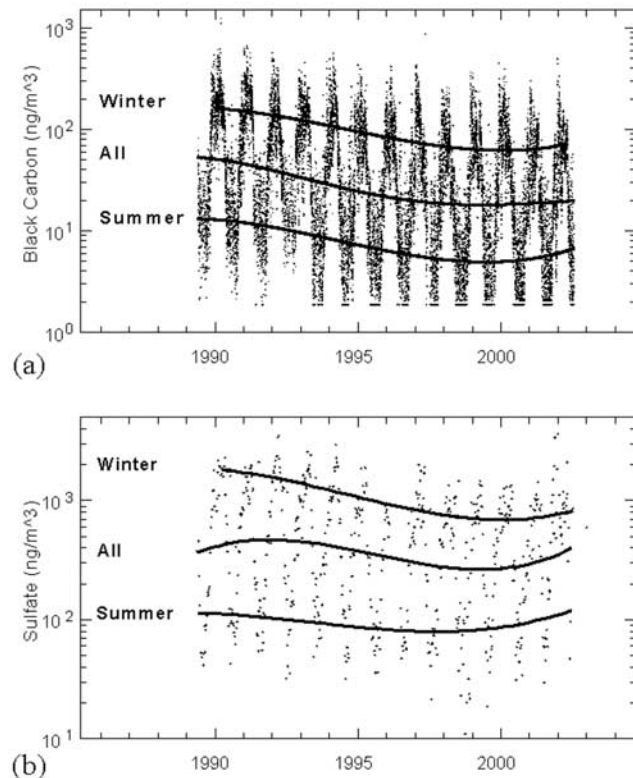 10^3
Winter
10^2
All
Summer
10^1
10^0
Black Carbon (ng/m^3)
1990 1995 2000
(a)
Winter
10^3
All
Summer
10^2
10^1
Sulfate (ng/m^3)
1990 1995 2000
(b)